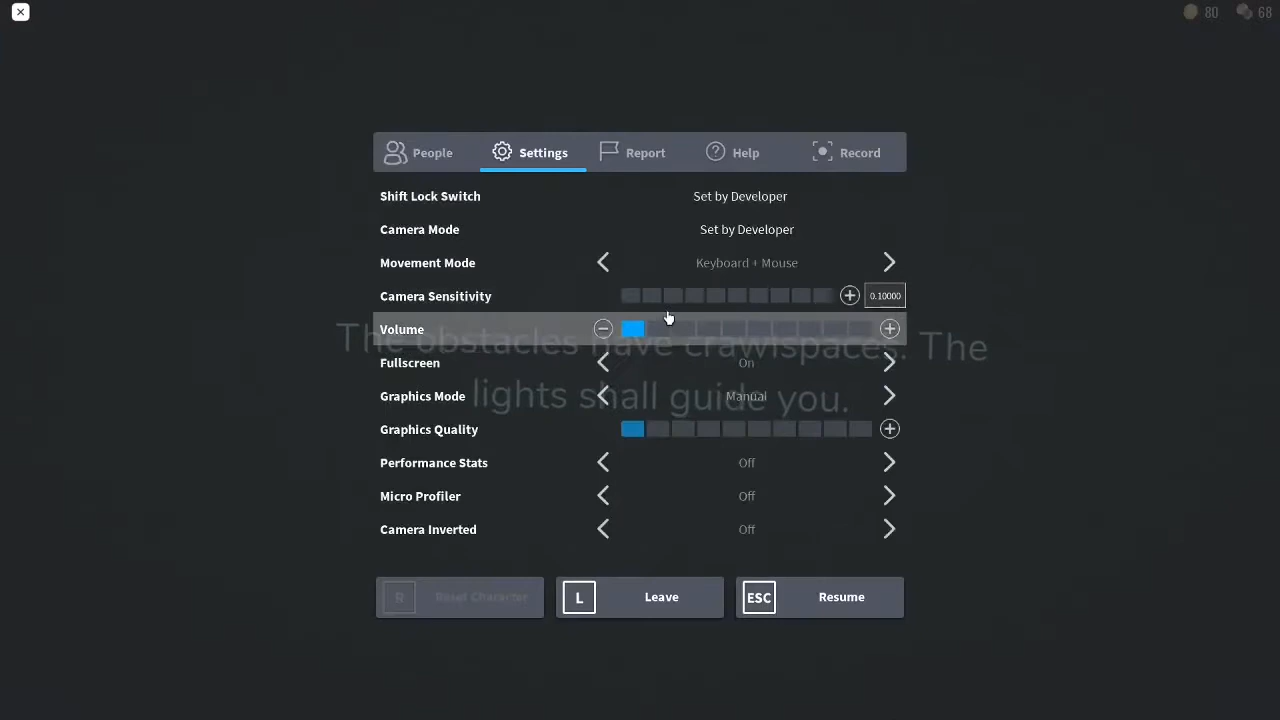 80 68
People Settings Report Help Record
Shift Lock Switch Set by Developer
Camera Mode Set by Developer
Movement Mode Keyboard + Mouse
Camera Sensitivity 0.10000
Volume
The obstacles have crawlspaces. The
Fullscreen On
Graphics Mode Manual
lights shall guide you.
Graphics Quality
Performance Stats Off
Micro Profiler Off
Camera Inverted Off
R Reset Character L Leave ESC Resume